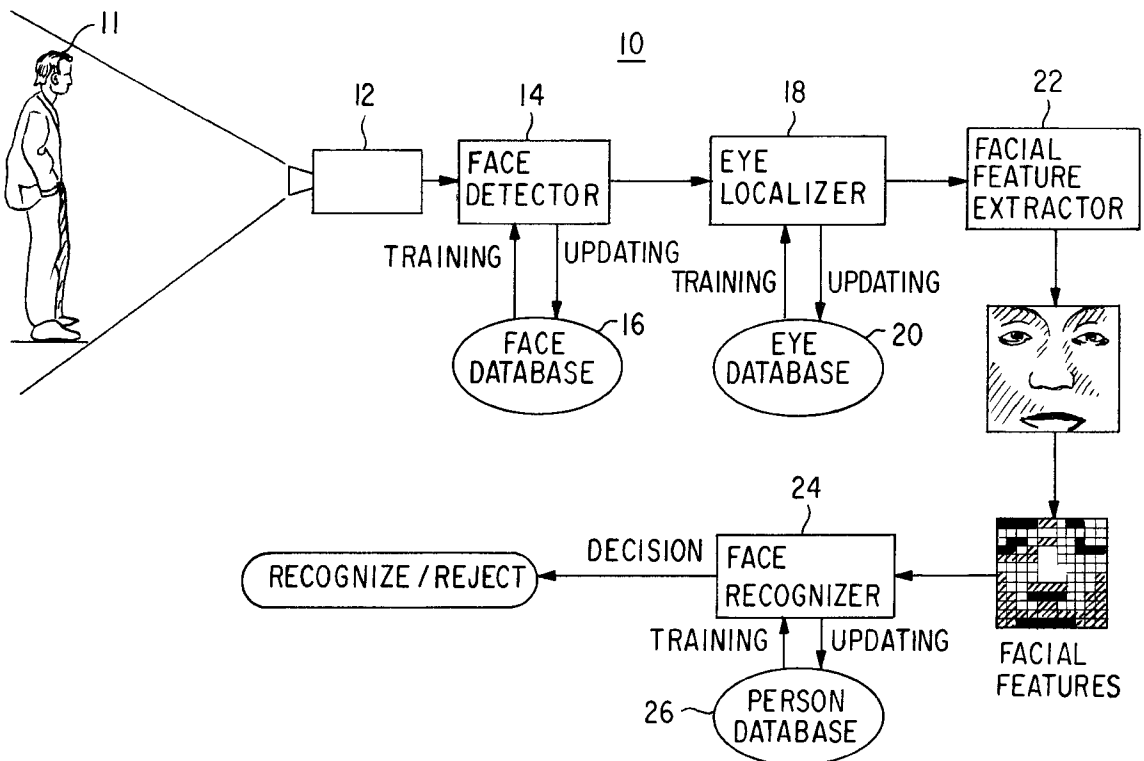 11
10
12
14
18
22
FACE
DETECTOR
EYE
LOCALIZER
FACIAL
FEATURE
EXTRACTOR
TRAINING
UPDATING
TRAINING
UPDATING
FACE
DATABASE
16
EYE
DATABASE
20
24
DECISION
RECOGNIZE/REJECT
FACE
RECOGNIZER
TRAINING
UPDATING
FACIAL
FEATURES
26
PERSON
DATABASE